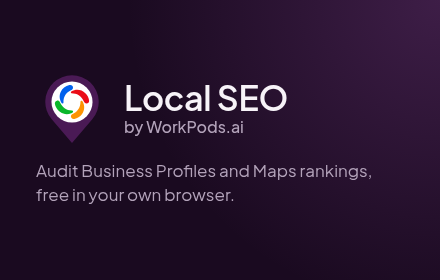 Local SEO
by WorkPods.ai
Audit Business Profiles and Maps rankings,
free in your own browser.